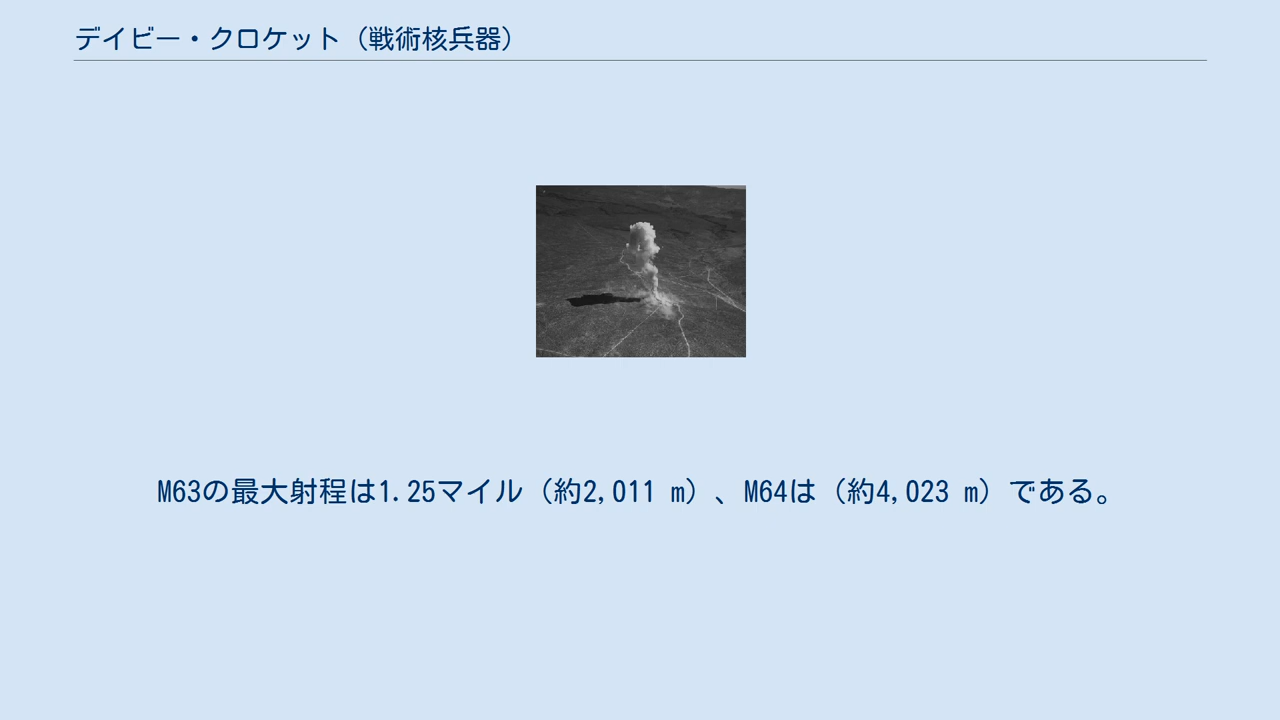 デイビー・クロケット（戦術核兵器）
M63の最大射程は1.25マイル（約2,011 m）、M64は（約4,023 m）である。